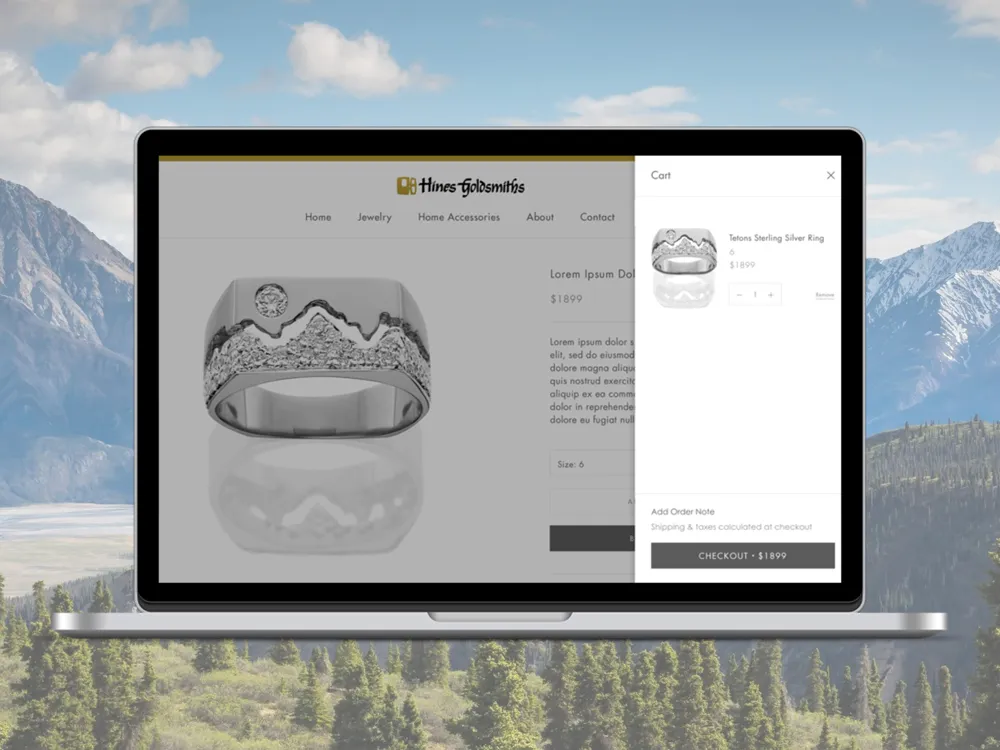 Hines Goldsmiths
Home Jewelry Home Accessories About Contact
Lorem Ipsum Dol
$1899
Lorem ipsum dolor s
elit, sed do eiusmod
dolore magna aliqu
quis nostrud exercit
aliquip ex ea comm
dolor in reprehende
dolore eu fugiat null
Size: 6
A
Cart
Tetons Sterling Silver Ring
6
$1899
− 1 +
Remove
Add Order Note
Shipping & taxes calculated at checkout
CHECKOUT • $1899